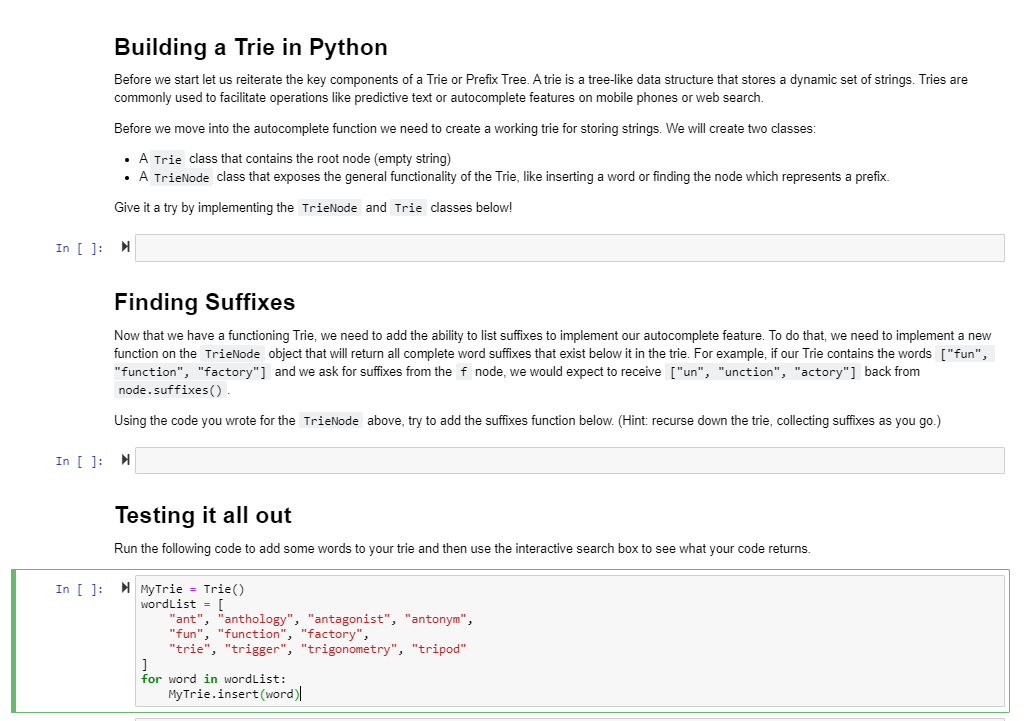 Building a Trie in Python
Before we start let us reiterate the key components of a Trie or Prefix Tree. A trie is a tree-like data structure that stores a dynamic set of strings. Tries are
commonly used to facilitate operations like predictive text or autocomplete features on mobile phones or web search.
Before we move into the autocomplete function we need to create a working trie for storing strings. We will create two classes:
• A Trie class that contains the root node (empty string)
• A TrieNode class that exposes the general functionality of the Trie, like inserting a word or finding the node which represents a prefix.
Give it a try by implementing the TrieNode and Trie classes below!
In [ ]:
Finding Suffixes
Now that we have a functioning Trie, we need to add the ability to list suffixes to implement our autocomplete feature. To do that, we need to implement a new
function on the TrieNode object that will return all complete word suffixes that exist below it in the trie. For example, if our Trie contains the words ["fun",
"function", "factory"] and we ask for suffixes from the f node, we would expect to receive ["un", "unction", "actory"] back from
node.suffixes() .
Using the code you wrote for the TrieNode above, try to add the suffixes function below. (Hint: recurse down the trie, collecting suffixes as you go.)
In [ ]:
Testing it all out
Run the following code to add some words to your trie and then use the interactive search box to see what your code returns.
In [ ]: MyTrie = Trie()
wordList = [
"ant", "anthology", "antagonist", "antonym",
"fun", "function", "factory",
"trie", "trigger", "trigonometry", "tripod"
]
for word in wordList:
MyTrie.insert(word)